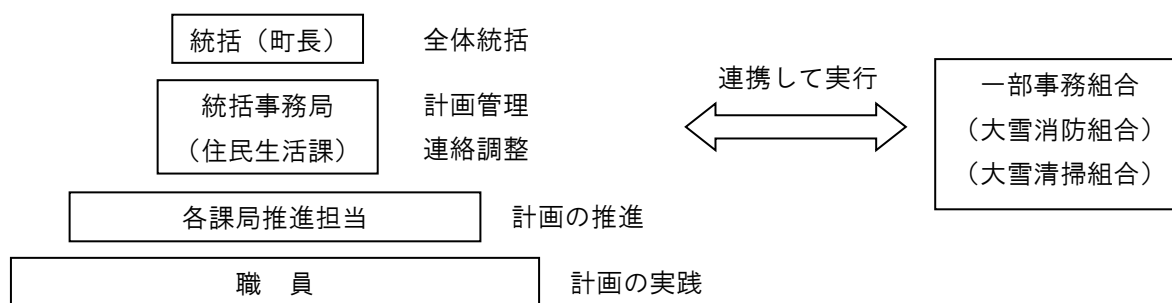 統括（町長）　全体統括
統括事務局　計画管理
（住民生活課）　連絡調整
各課局推進担当　計画の推進
職　員　計画の実践
連携して実行
一部事務組合
（大雪消防組合）
（大雪清掃組合）